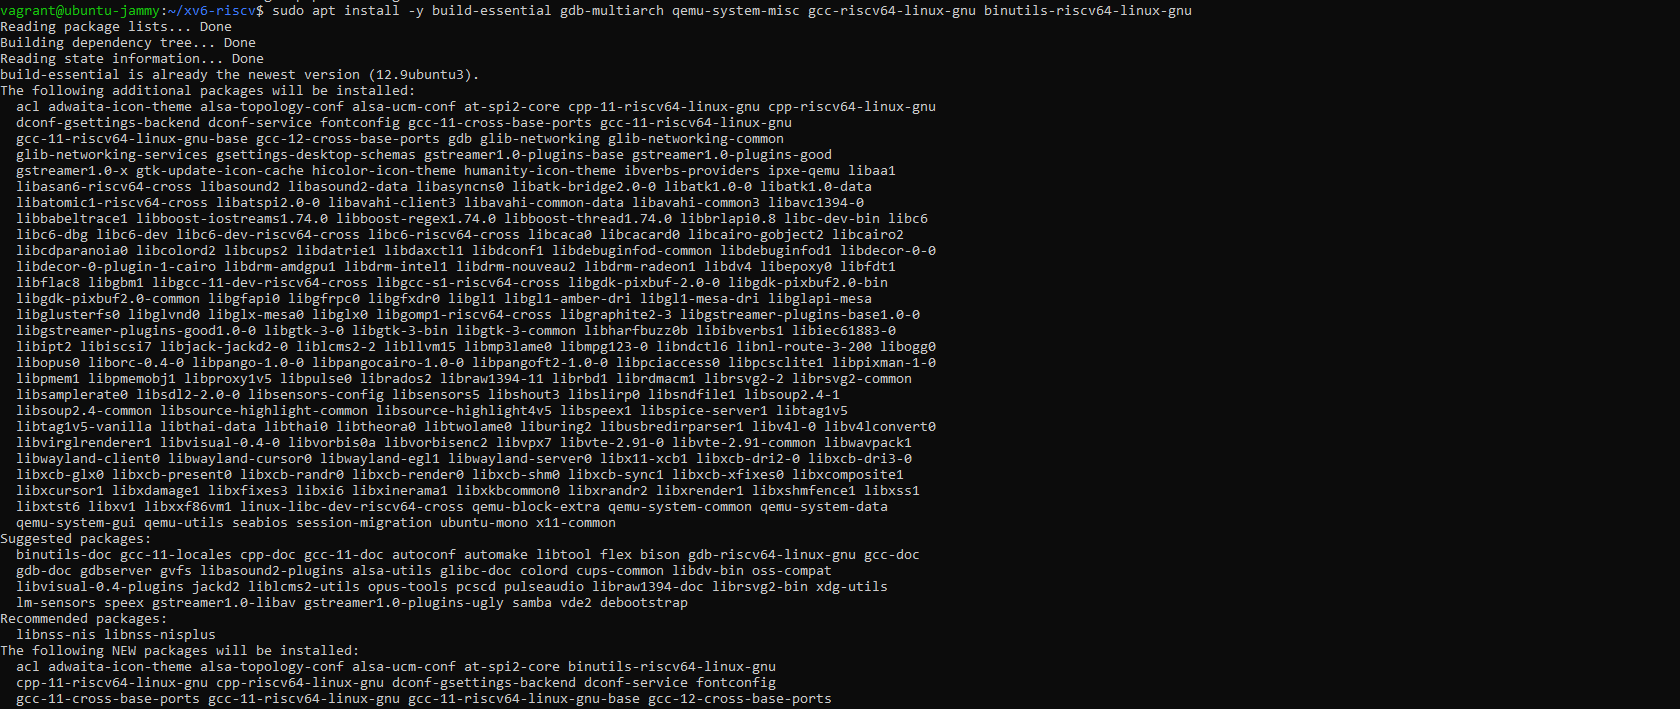 vagrant@ubuntu-jammy:~/xv6-riscv$ sudo apt install -y build-essential gdb-multiarch qemu-system-misc gcc-riscv64-linux-gnu binutils-riscv64-linux-gnu
Reading package lists... Done
Building dependency tree... Done
Reading state information... Done
build-essential is already the newest version (12.9ubuntu3).
The following additional packages will be installed:
  acl adwaita-icon-theme alsa-topology-conf alsa-ucm-conf at-spi2-core cpp-11-riscv64-linux-gnu cpp-riscv64-linux-gnu
  dconf-gsettings-backend dconf-service fontconfig gcc-11-cross-base-ports gcc-11-riscv64-linux-gnu
  gcc-11-riscv64-linux-gnu-base gcc-12-cross-base-ports gdb glib-networking glib-networking-common
  glib-networking-services gsettings-desktop-schemas gstreamer1.0-plugins-base gstreamer1.0-plugins-good
  gstreamer1.0-x gtk-update-icon-cache hicolor-icon-theme humanity-icon-theme ibverbs-providers ipxe-qemu libaa1
  libasan6-riscv64-cross libasound2 libasound2-data libasyncns0 libatk-bridge2.0-0 libatk1.0-0 libatk1.0-data
  libatomic1-riscv64-cross libatspi2.0-0 libavahi-client3 libavahi-common-data libavahi-common3 libavc1394-0
  libbabeltrace1 libboost-iostreams1.74.0 libboost-regex1.74.0 libboost-thread1.74.0 libbrlapi0.8 libc-dev-bin libc6
  libc6-dbg libc6-dev libc6-dev-riscv64-cross libc6-riscv64-cross libcaca0 libcacard0 libcairo-gobject2 libcairo2
  libcdparanoia0 libcolord2 libcups2 libdatrie1 libdaxctl1 libdconf1 libdebuginfod-common libdebuginfod1 libdecor-0-0
  libdecor-0-plugin-1-cairo libdrm-amdgpu1 libdrm-intel1 libdrm-nouveau2 libdrm-radeon1 libdv4 libepoxy0 libfdt1
  libflac8 libgbm1 libgcc-11-dev-riscv64-cross libgcc-s1-riscv64-cross libgdk-pixbuf-2.0-0 libgdk-pixbuf2.0-bin
  libgdk-pixbuf2.0-common libgfapi0 libgfrpc0 libgfxdr0 libgl1 libgl1-amber-dri libgl1-mesa-dri libglapi-mesa
  libglusterfs0 libglvnd0 libglx-mesa0 libglx0 libgomp1-riscv64-cross libgraphite2-3 libgstreamer-plugins-base1.0-0
  libgstreamer-plugins-good1.0-0 libgtk-3-0 libgtk-3-bin libgtk-3-common libharfbuzz0b libibverbs1 libiec61883-0
  libipt2 libiscsi7 libjack-jackd2-0 liblcms2-2 libllvm15 libmp3lame0 libmpg123-0 libndctl6 libnl-route-3-200 libogg0
  libopus0 liborc-0.4-0 libpango-1.0-0 libpangocairo-1.0-0 libpangoft2-1.0-0 libpciaccess0 libpcsclite1 libpixman-1-0
  libpmem1 libpmemobj1 libproxy1v5 libpulse0 librados2 libraw1394-11 librbd1 librdmacm1 librsvg2-2 librsvg2-common
  libsamplerate0 libsdl2-2.0-0 libsensors-config libsensors5 libshout3 libslirp0 libsndfile1 libsoup2.4-1
  libsoup2.4-common libsource-highlight-common libsource-highlight4v5 libspeex1 libspice-server1 libtag1v5
  libtag1v5-vanilla libthai-data libthai0 libtheora0 libtwolame0 liburing2 libusbredirparser1 libv4l-0 libv4lconvert0
  libvirglrenderer1 libvisual-0.4-0 libvorbis0a libvorbisenc2 libvpx7 libvte-2.91-0 libvte-2.91-common libwavpack1
  libwayland-client0 libwayland-cursor0 libwayland-egl1 libwayland-server0 libx11-xcb1 libxcb-dri2-0 libxcb-dri3-0
  libxcb-glx0 libxcb-present0 libxcb-randr0 libxcb-render0 libxcb-shm0 libxcb-sync1 libxcb-xfixes0 libxcomposite1
  libxcursor1 libxdamage1 libxfixes3 libxi6 libxinerama1 libxkbcommon0 libxrandr2 libxrender1 libxshmfence1 libxss1
  libxtst6 libxv1 libxxf86vm1 linux-libc-dev-riscv64-cross qemu-block-extra qemu-system-common qemu-system-data
  qemu-system-gui qemu-utils seabios session-migration ubuntu-mono x11-common
Suggested packages:
  binutils-doc gcc-11-locales cpp-doc gcc-11-doc autoconf automake libtool flex bison gdb-riscv64-linux-gnu gcc-doc
  gdb-doc gdbserver gvfs libasound2-plugins alsa-utils glibc-doc colord cups-common libdv-bin oss-compat
  libvisual-0.4-plugins jackd2 liblcms2-utils opus-tools pcscd pulseaudio libraw1394-doc librsvg2-bin xdg-utils
  lm-sensors speex gstreamer1.0-libav gstreamer1.0-plugins-ugly samba vde2 debootstrap
Recommended packages:
  libnss-nis libnss-nisplus
The following NEW packages will be installed:
  acl adwaita-icon-theme alsa-topology-conf alsa-ucm-conf at-spi2-core binutils-riscv64-linux-gnu
  cpp-11-riscv64-linux-gnu cpp-riscv64-linux-gnu dconf-gsettings-backend dconf-service fontconfig
  gcc-11-cross-base-ports gcc-11-riscv64-linux-gnu gcc-11-riscv64-linux-gnu-base gcc-12-cross-base-ports